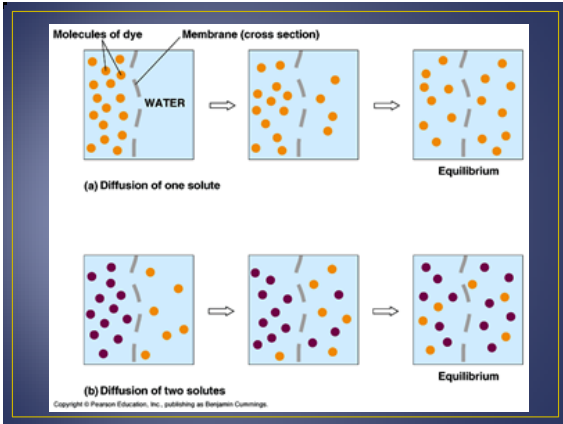 Molecules of dye
Membrane (cross section)
WATER
Equilibrium
(a) Diffusion of one solute
Equilibrium
(b) Diffusion of two solutes
Copyright © Pearson Education, Inc., publishing as Benjamin Cummings.